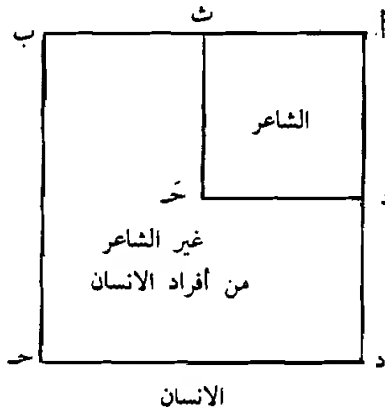 ث
أ
ب
الشاعر
د
حَـ
غير الشاعر
من أفراد الانسان
د
حـ
الانسان